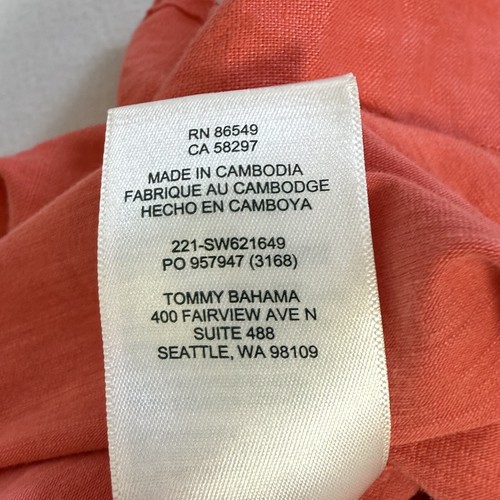 RN 86549
CA 58297
MADE IN CAMBODIA
FABRIQUE AU CAMBODGE
HECHO EN CAMBOYA
221-SW621649
PO 957947 (3168)
TOMMY BAHAMA
400 FAIRVIEW AVE N
SUITE 488
SEATTLE, WA 98109